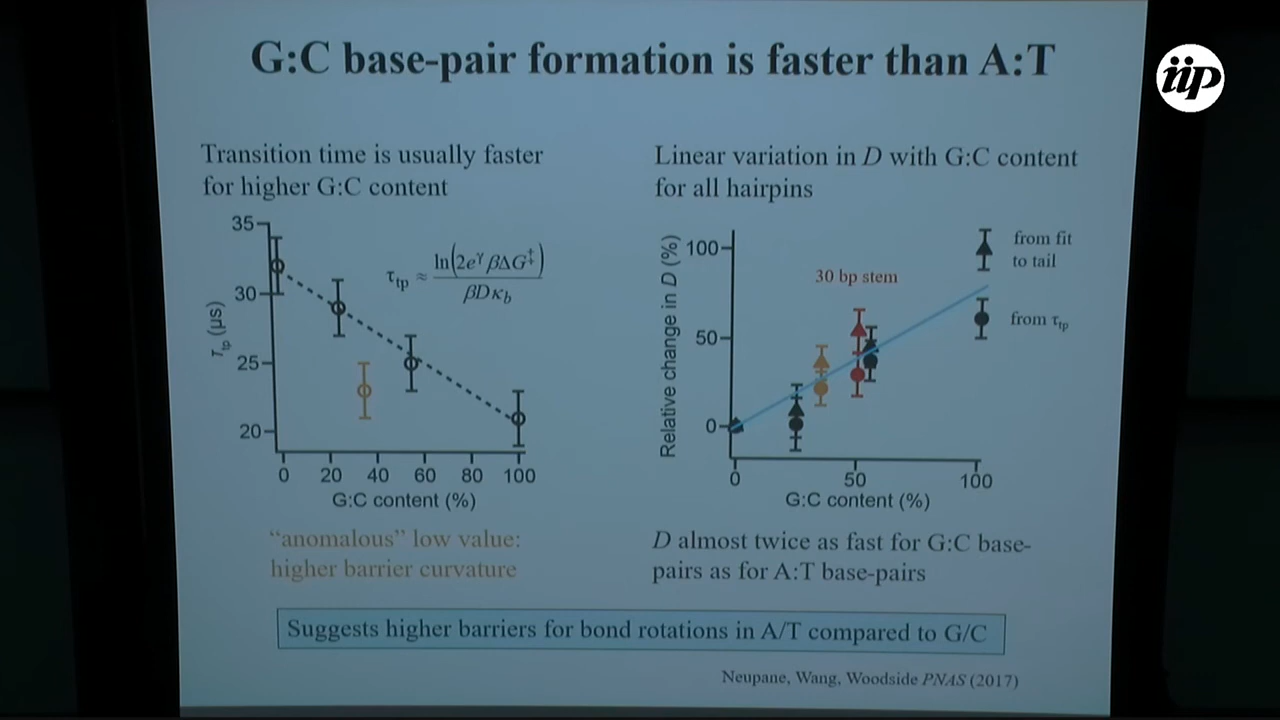 G:C base-pair formation is faster than A:T
iip
Transition time is usually faster
for higher G:C content
Linear variation in D with G:C content
for all hairpins
35
30
25
20
τtp (μs)
τtp ≈ ln(2e^γ βΔG‡) / βDκb
0 20 40 60 80 100
G:C content (%)
"anomalous" low value:
higher barrier curvature
Relative change in D (%)
100
50
0
30 bp stem
from fit
to tail
from τtp
0 50 100
G:C content (%)
D almost twice as fast for G:C base-
pairs as for A:T base-pairs
Suggests higher barriers for bond rotations in A/T compared to G/C
Neupane, Wang, Woodside PNAS (2017)